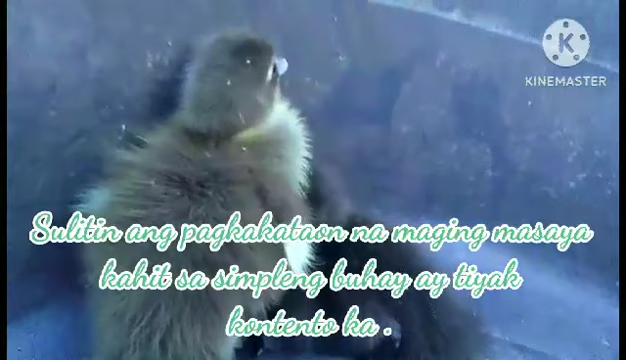 KINEMASTER
Sulitin ang pagkakataon na maging masaya
kahit sa simpleng buhay ay tiyak
kontento ka .